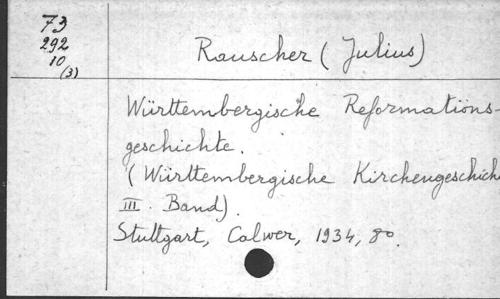 73
292
10
(3)
Rauscher (Julius)
Württembergische Reformations-
geschichte.
(Württembergische Kirchengeschich
III. Band).
Stuttgart, Calwer, 1934, 8º.